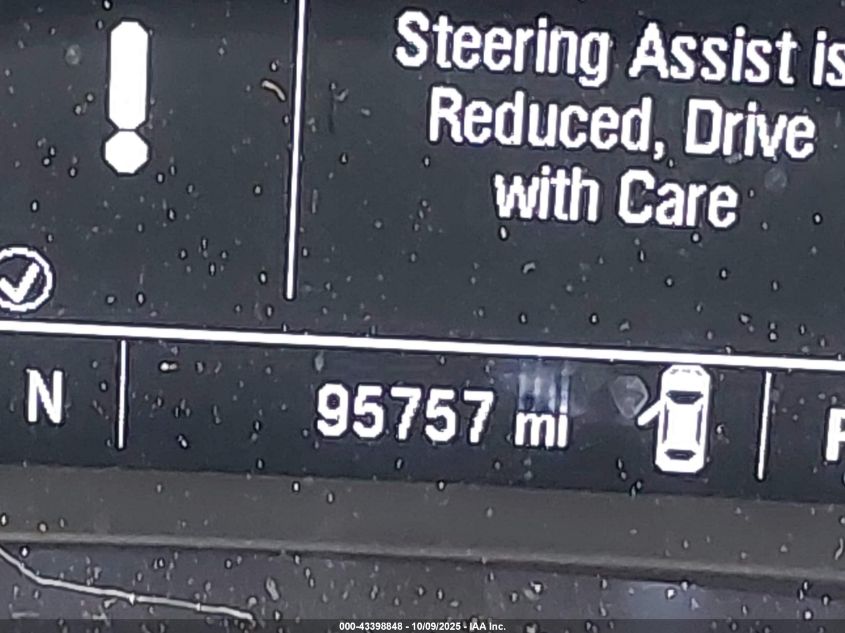 Steering Assist is
Reduced, Drive
with Care
N
95757 mi
P
000-43398848 - 10/09/2025 - IAA Inc.